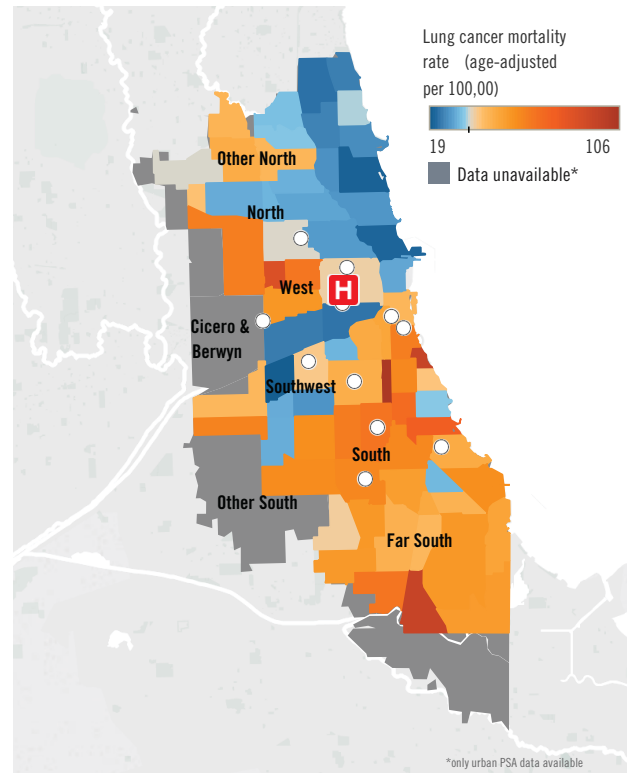 Lung cancer mortality
rate (age-adjusted
per 100,00)
19 106
Data unavailable*
Other North
North
West
H
Cicero &
Berwyn
Southwest
South
Other South
Far South
*only urban PSA data available